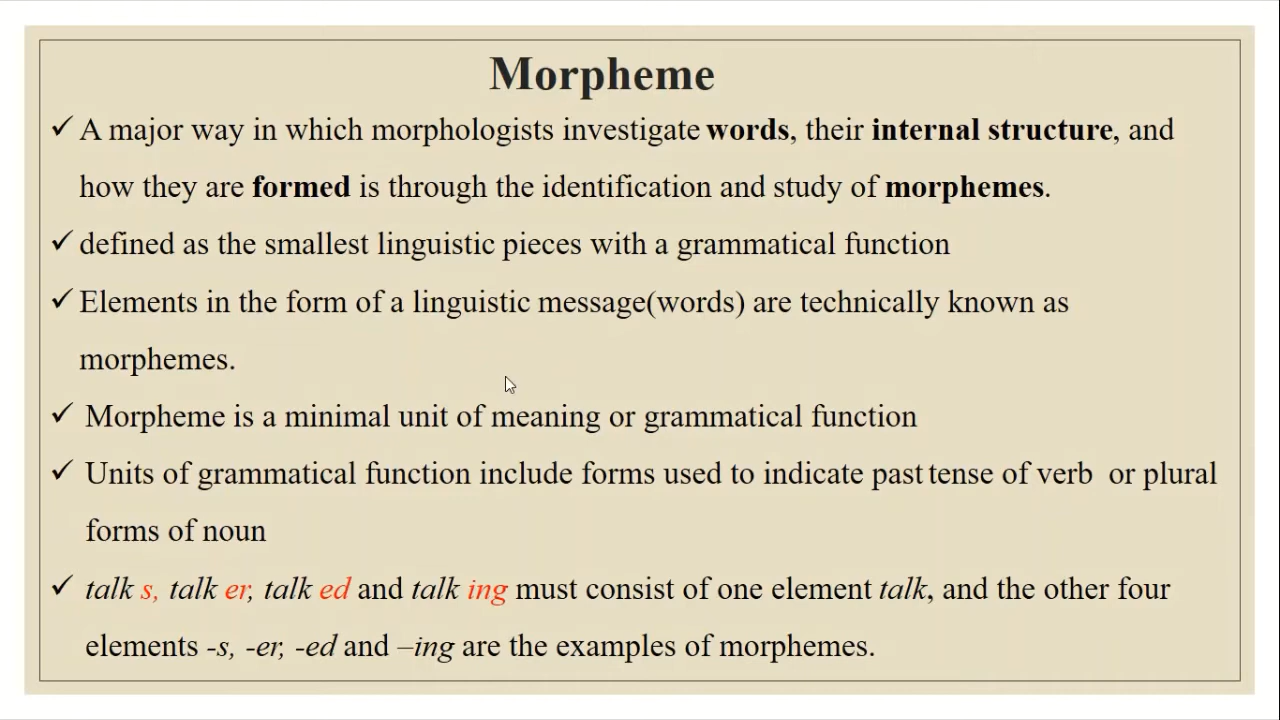 Morpheme
✓ A major way in which morphologists investigate words, their internal structure, and
how they are formed is through the identification and study of morphemes.
✓ defined as the smallest linguistic pieces with a grammatical function
✓ Elements in the form of a linguistic message(words) are technically known as
morphemes.
✓ Morpheme is a minimal unit of meaning or grammatical function
✓ Units of grammatical function include forms used to indicate past tense of verb or plural
forms of noun
✓ talk s, talk er, talk ed and talk ing must consist of one element talk, and the other four
elements -s, -er, -ed and –ing are the examples of morphemes.